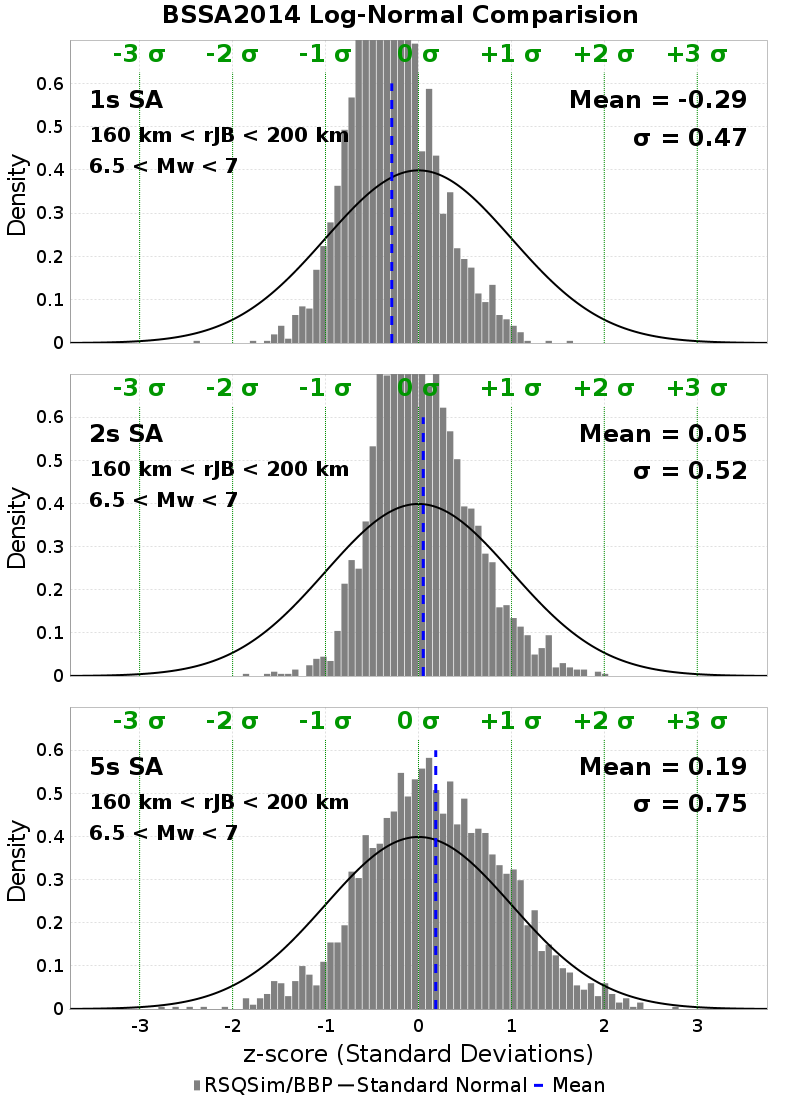 BSSA2014 Log-Normal Comparision
-3 σ -2 σ -1 σ 0 σ +1 σ +2 σ +3 σ
1s SA
Mean = -0.29
160 km < rJB < 200 km
σ = 0.47
6.5 < Mw < 7
0.6
0.5
0.4
0.3
0.2
0.1
0
Density
-3 σ -2 σ -1 σ 0 σ +1 σ +2 σ +3 σ
2s SA
Mean = 0.05
160 km < rJB < 200 km
σ = 0.52
6.5 < Mw < 7
0.6
0.5
0.4
0.3
0.2
0.1
0
Density
-3 σ -2 σ -1 σ 0 σ +1 σ +2 σ +3 σ
5s SA
Mean = 0.19
160 km < rJB < 200 km
σ = 0.75
6.5 < Mw < 7
0.6
0.5
0.4
0.3
0.2
0.1
0
Density
-3 -2 -1 0 1 2 3
z-score (Standard Deviations)
RSQSim/BBP Standard Normal Mean